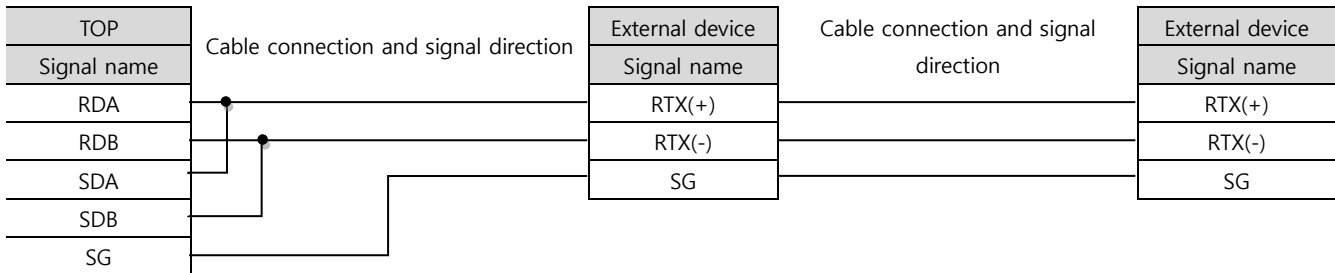 TOP
Signal name
RDA
RDB
SDA
SDB
SG
Cable connection and signal direction
External device
Signal name
RTX(+)
RTX(-)
SG
Cable connection and signal
direction
External device
Signal name
RTX(+)
RTX(-)
SG